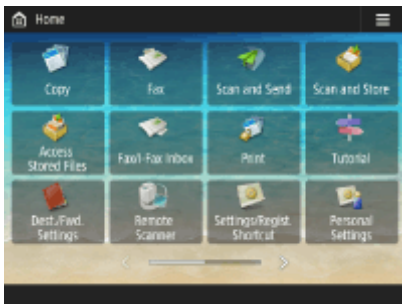 Home
Copy
Fax
Scan and Send
Scan and Store
Access
Stored Files
Fax/I-Fax Inbox
Print
Tutorial
Dest./Fwd.
Settings
Remote
Scanner
Settings/Regist.
Shortcut
Personal
Settings